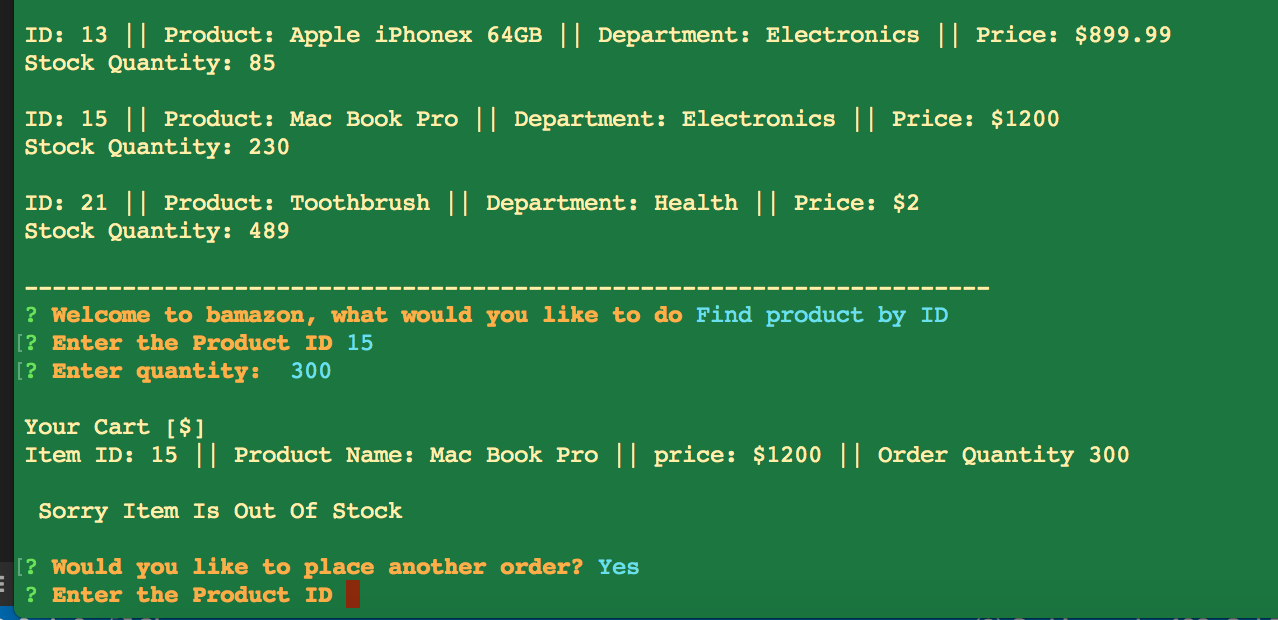 ID: 13 || Product: Apple iPhonex 64GB || Department: Electronics || Price: $899.99
Stock Quantity: 85
ID: 15 || Product: Mac Book Pro || Department: Electronics || Price: $1200
Stock Quantity: 230
ID: 21 || Product: Toothbrush || Department: Health || Price: $2
Stock Quantity: 489
---------------------------------------------------------------------
? Welcome to bamazon, what would you like to do Find product by ID
[? Enter the Product ID 15
[? Enter quantity:  300
Your Cart [$]
Item ID: 15 || Product Name: Mac Book Pro || price: $1200 || Order Quantity 300
Sorry Item Is Out Of Stock
[? Would you like to place another order? Yes
? Enter the Product ID